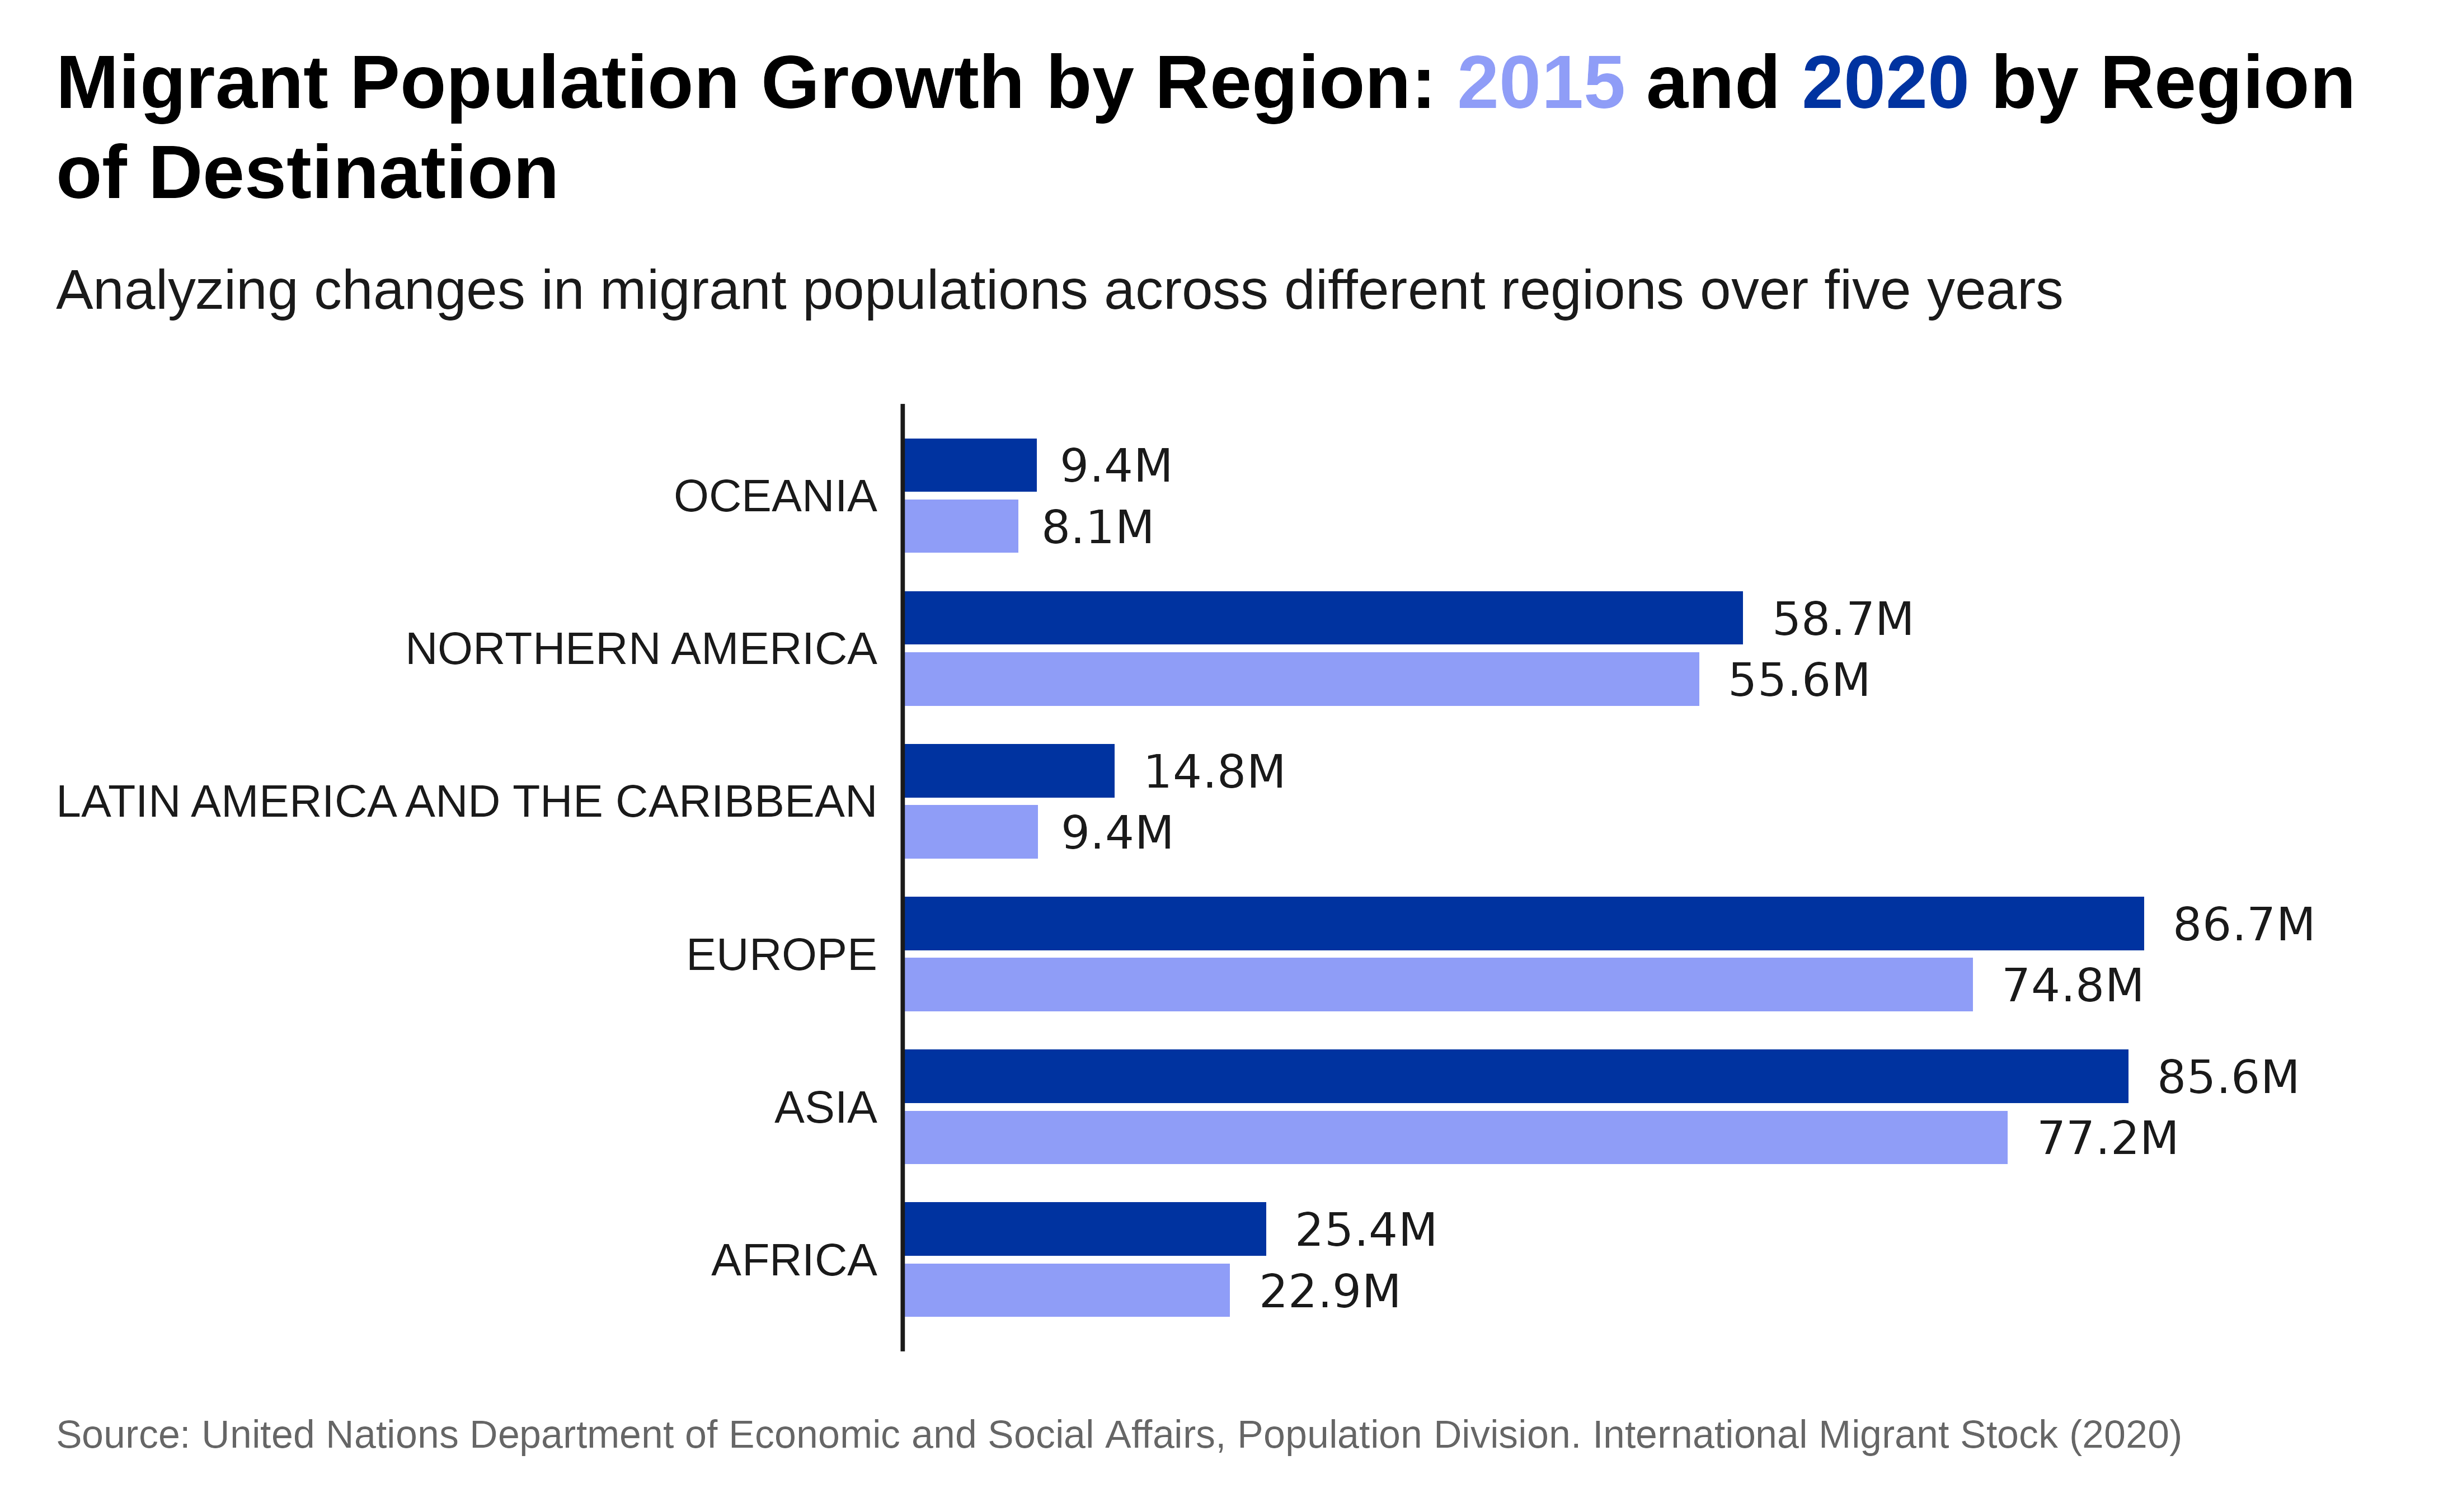 Migrant Population Growth by Region: 2015 and 2020 by Region
of Destination
Analyzing changes in migrant populations across different regions over five years
OCEANIA
9.4M
8.1M
NORTHERN AMERICA
58.7M
55.6M
LATIN AMERICA AND THE CARIBBEAN
14.8M
9.4M
EUROPE
86.7M
74.8M
ASIA
85.6M
77.2M
AFRICA
25.4M
22.9M
Source: United Nations Department of Economic and Social Affairs, Population Division. International Migrant Stock (2020)